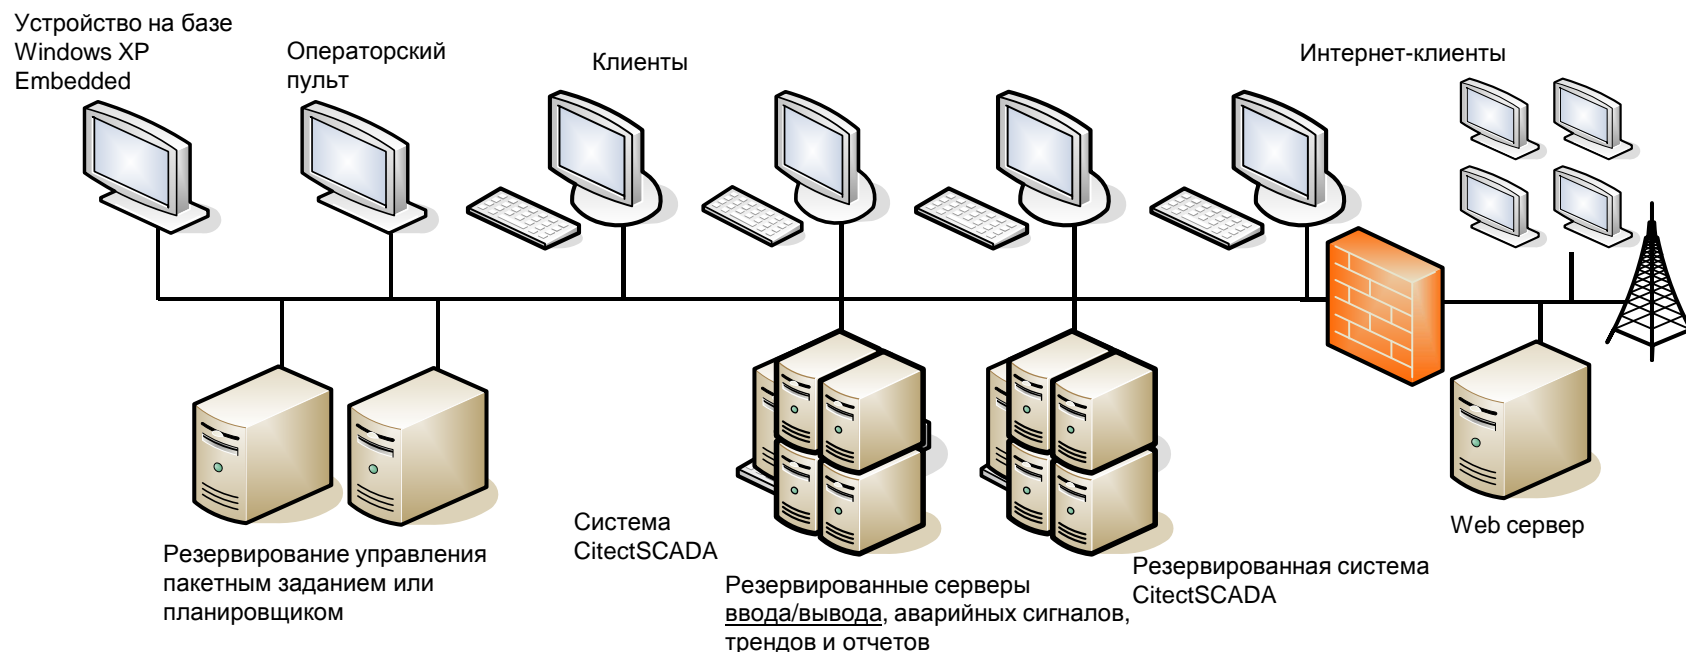 Устройство на базе
Windows XP
Embedded
Операторский
пульт
Клиенты
Интернет-клиенты
Резервирование управления
пакетным заданием или
планировщиком
Система
CitectSCADA
Резервированные серверы
ввода/вывода, аварийных сигналов,
трендов и отчетов
Резервированная система
CitectSCADA
Web сервер